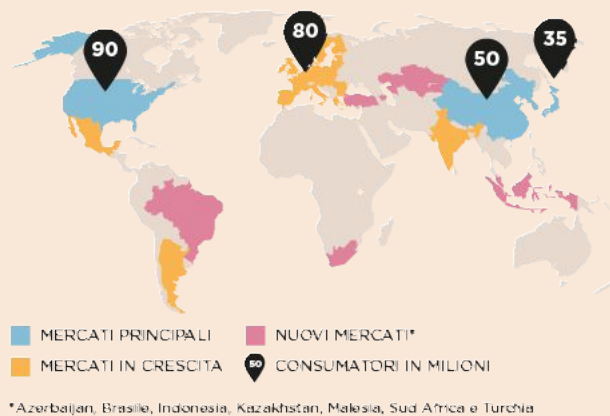 90
80
50
35
MERCATI PRINCIPALI
NUOVI MERCATI*
MERCATI IN CRESCITA
50 CONSUMATORI IN MILIONI
*Azerbaijan, Brasile, Indonesia, Kazakhstan, Malesia, Sud Africa e Turchia